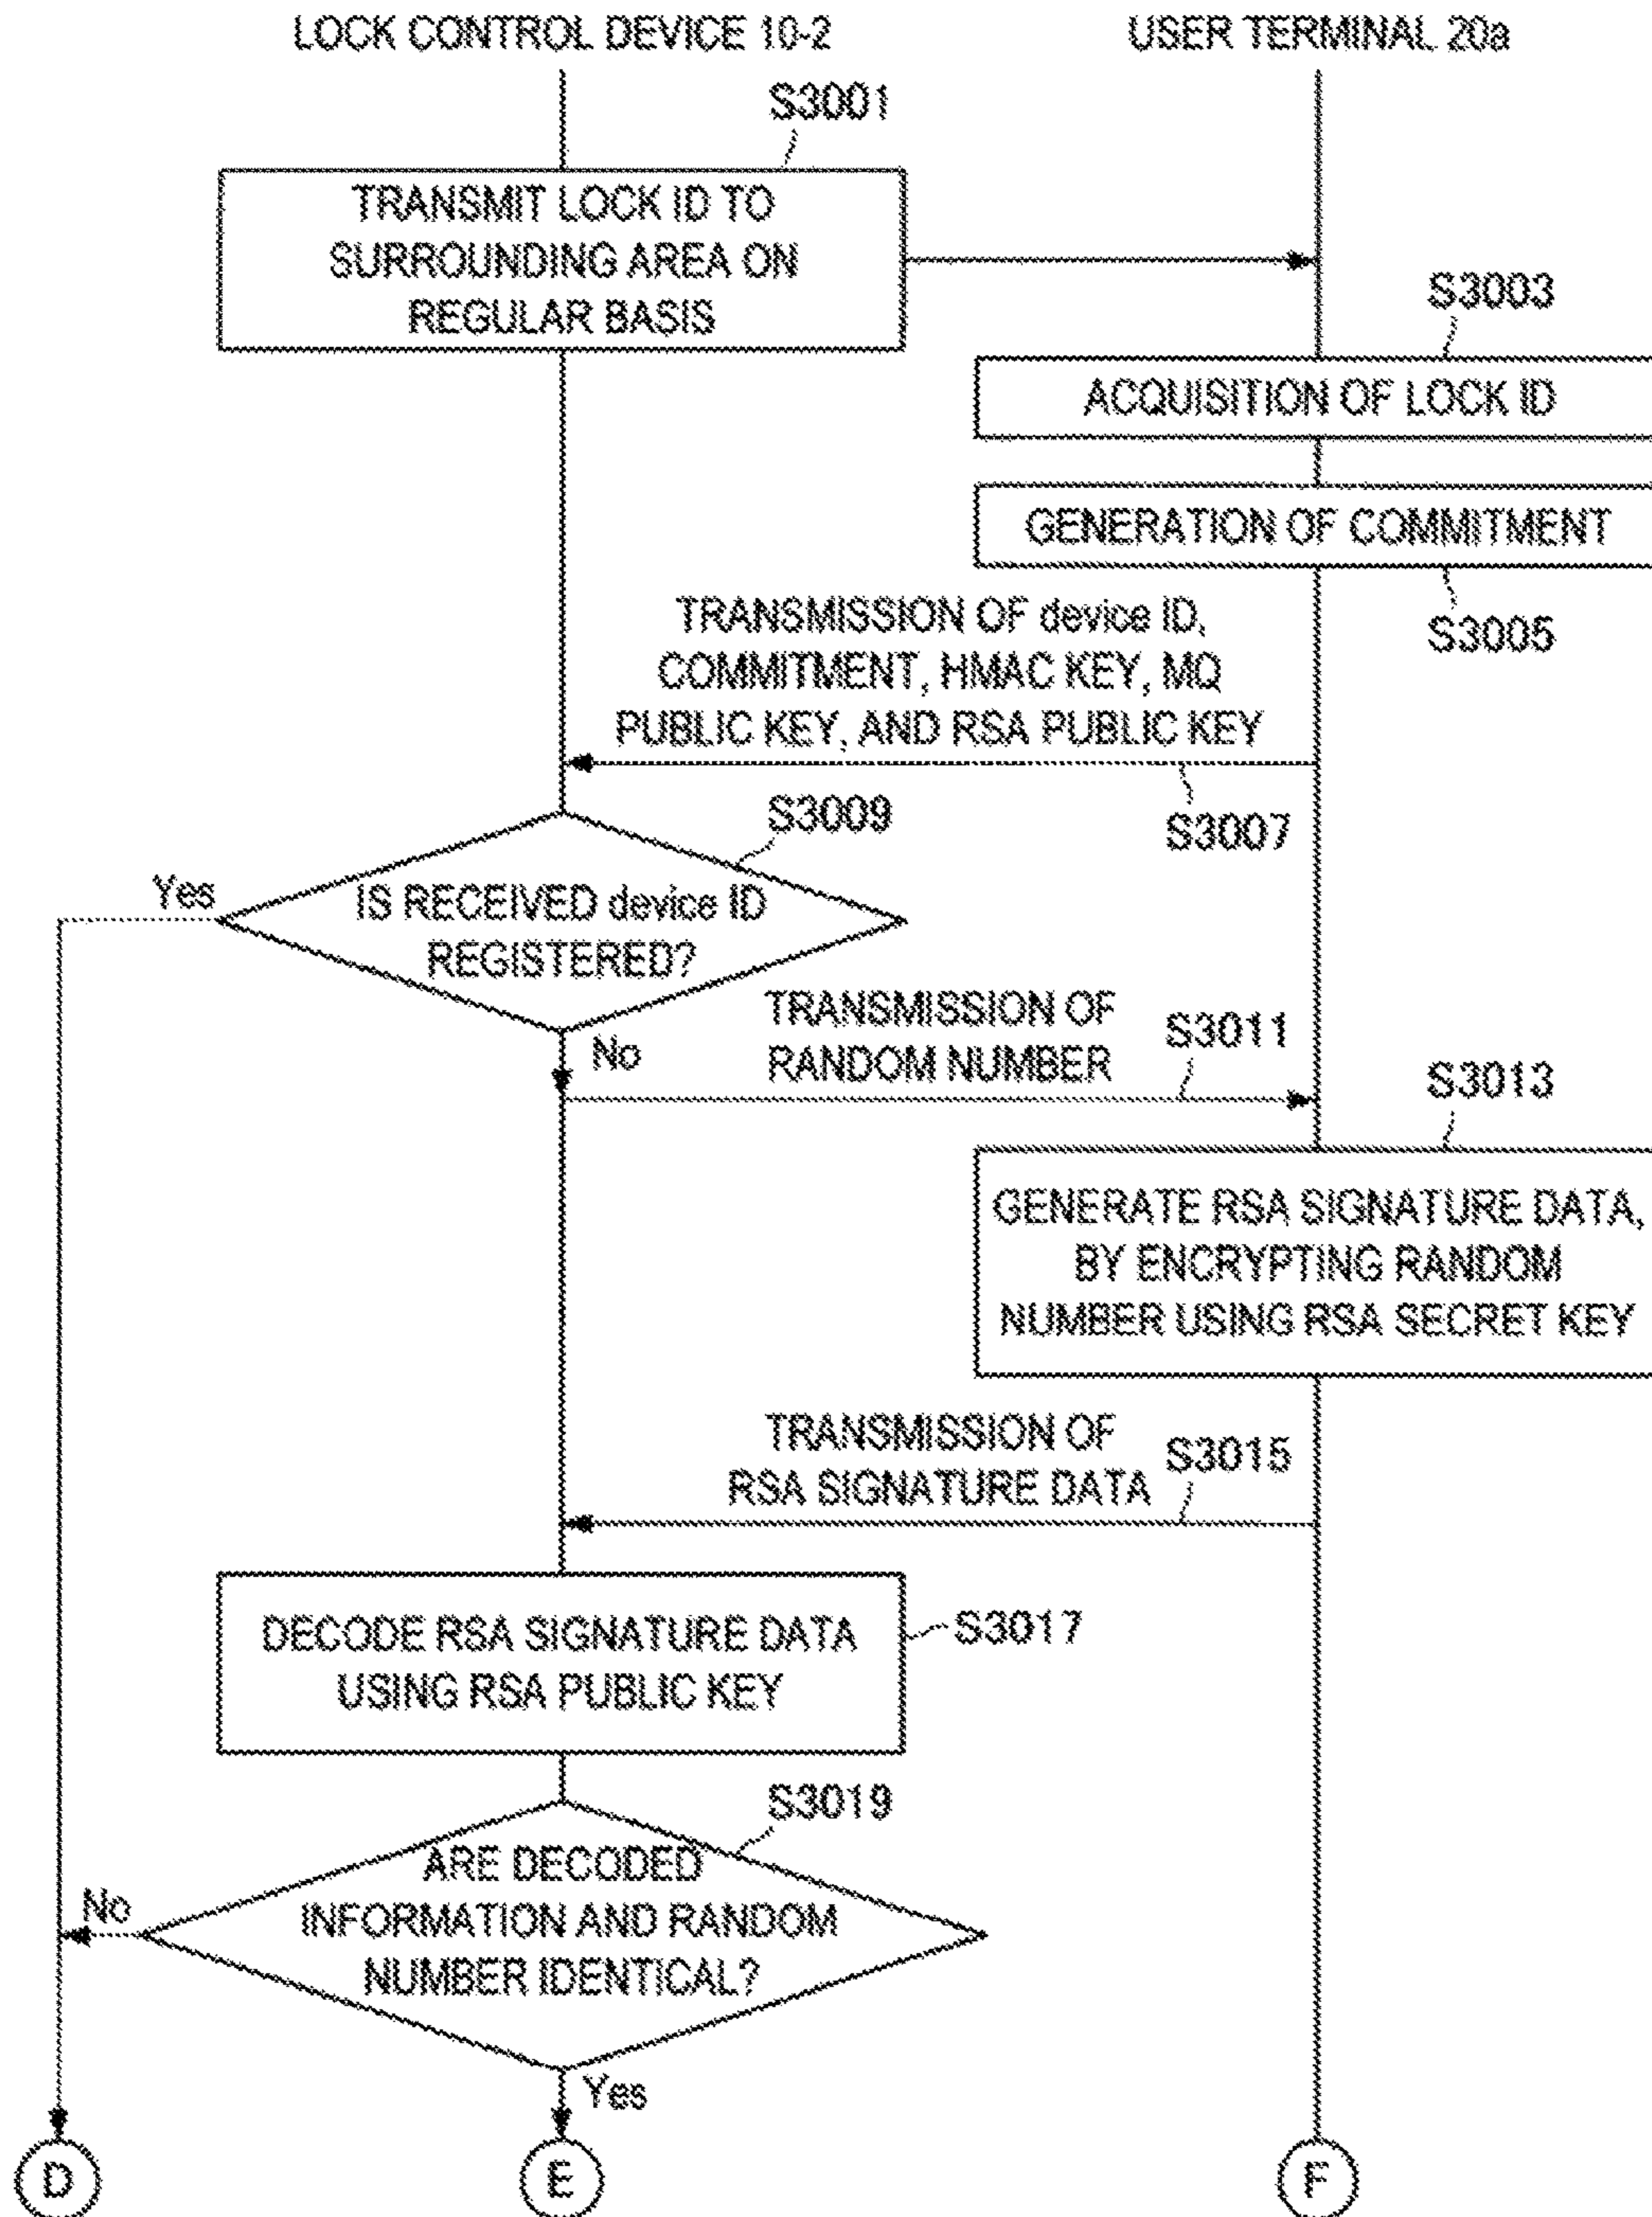 LOCK CONTROL DEVICE 10-2
USER TERMINAL 20a
S3001
TRANSMIT LOCK ID TO
SURROUNDING AREA ON
REGULAR BASIS
S3003
ACQUISITION OF LOCK ID
GENERATION OF COMMITMENT
S3005
TRANSMISSION OF device ID,
COMMITMENT, HMAC KEY, MQ
PUBLIC KEY, AND RSA PUBLIC KEY
S3007
S3009
Yes
IS RECEIVED device ID
REGISTERED?
No
TRANSMISSION OF
RANDOM NUMBER
S3011
S3013
GENERATE RSA SIGNATURE DATA,
BY ENCRYPTING RANDOM
NUMBER USING RSA SECRET KEY
TRANSMISSION OF
RSA SIGNATURE DATA
S3015
DECODE RSA SIGNATURE DATA
USING RSA PUBLIC KEY
S3017
S3019
No
ARE DECODED
INFORMATION AND RANDOM
NUMBER IDENTICAL?
Yes
D
E
F